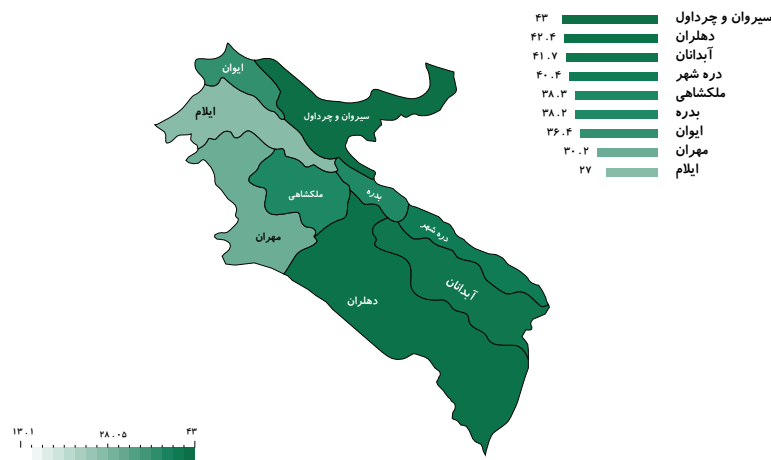 سیروان و چرداول ۴۳
دهلران ۴۲.۴
آبدانان ۴۱.۷
دره شهر ۴۰.۴
ملکشاهی ۳۸.۳
بدره ۳۸.۲
ایوان ۳۶.۴
مهران ۳۰.۲
ایلام ۲۷
ایوان
ایلام
سیروان و چرداول
ملکشاهی
بدره
مهران
دره شهر
آبدانان
دهلران
۱۳.۱ ۲۸.۰۵ ۴۳